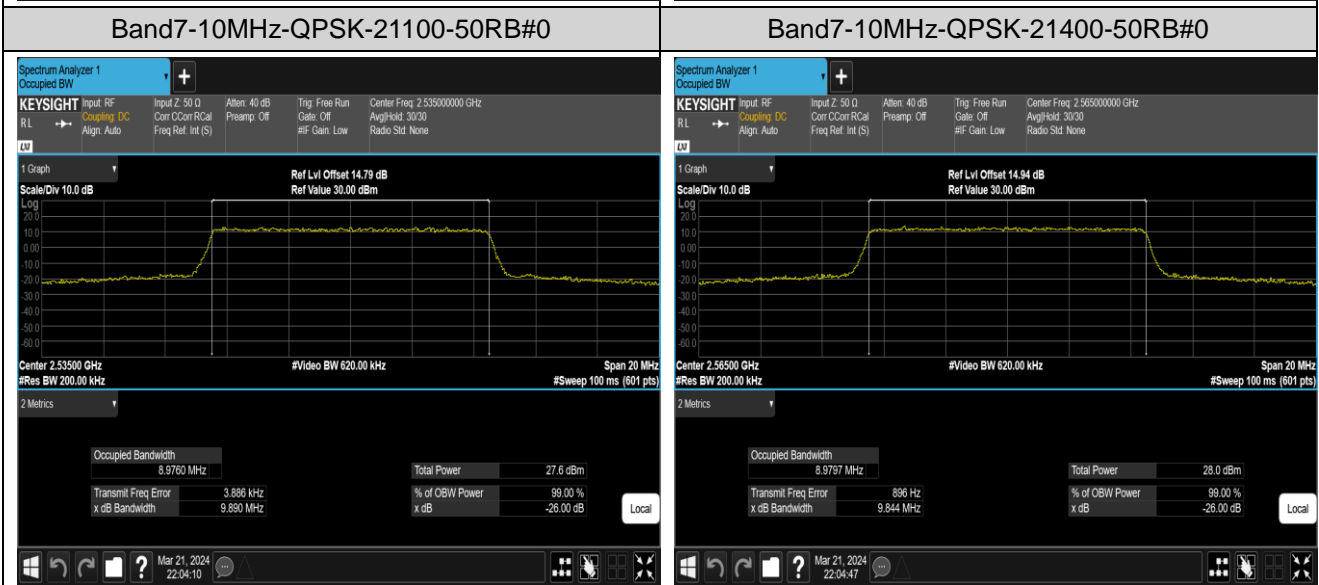 Band7-10MHz-QPSK-21100-50RB#0
Spectrum Analyzer 1
Occupied BW
KEYSIGHT
RL
Input: RF
Coupling: DC
Align: Auto
Input Z: 50 Ω
Corr CCorr RCal
Freq Ref: Int (S)
Atten: 40 dB
Preamp: Off
Trig: Free Run
Gate: Off
#IF Gain: Low
Center Freq: 2.535000000 GHz
Avg|Hold: 30/30
Radio Std: None
LXI
1 Graph
Scale/Div 10.0 dB
Ref Lvl Offset 14.79 dB
Ref Value 30.00 dBm
Log
20.0
10.0
0.00
-10.0
-20.0
-30.0
-40.0
-50.0
-60.0
Center 2.53500 GHz
#Res BW 200.00 kHz
#Video BW 620.00 kHz
Span 20 MHz
#Sweep 100 ms (601 pts)
2 Metrics
Occupied Bandwidth
8.9760 MHz
Transmit Freq Error 3.886 kHz
x dB Bandwidth 9.890 MHz
Total Power 27.6 dBm
% of OBW Power 99.00 %
x dB -26.00 dB
Local
?
Mar 21, 2024
22:04:10
Band7-10MHz-QPSK-21400-50RB#0
Spectrum Analyzer 1
Occupied BW
KEYSIGHT
RL
Input: RF
Coupling: DC
Align: Auto
Input Z: 50 Ω
Corr CCorr RCal
Freq Ref: Int (S)
Atten: 40 dB
Preamp: Off
Trig: Free Run
Gate: Off
#IF Gain: Low
Center Freq: 2.565000000 GHz
Avg|Hold: 30/30
Radio Std: None
LXI
1 Graph
Scale/Div 10.0 dB
Ref Lvl Offset 14.94 dB
Ref Value 30.00 dBm
Log
20.0
10.0
0.00
-10.0
-20.0
-30.0
-40.0
-50.0
-60.0
Center 2.56500 GHz
#Res BW 200.00 kHz
#Video BW 620.00 kHz
Span 20 MHz
#Sweep 100 ms (601 pts)
2 Metrics
Occupied Bandwidth
8.9797 MHz
Transmit Freq Error 896 Hz
x dB Bandwidth 9.844 MHz
Total Power 28.0 dBm
% of OBW Power 99.00 %
x dB -26.00 dB
Local
?
Mar 21, 2024
22:04:47